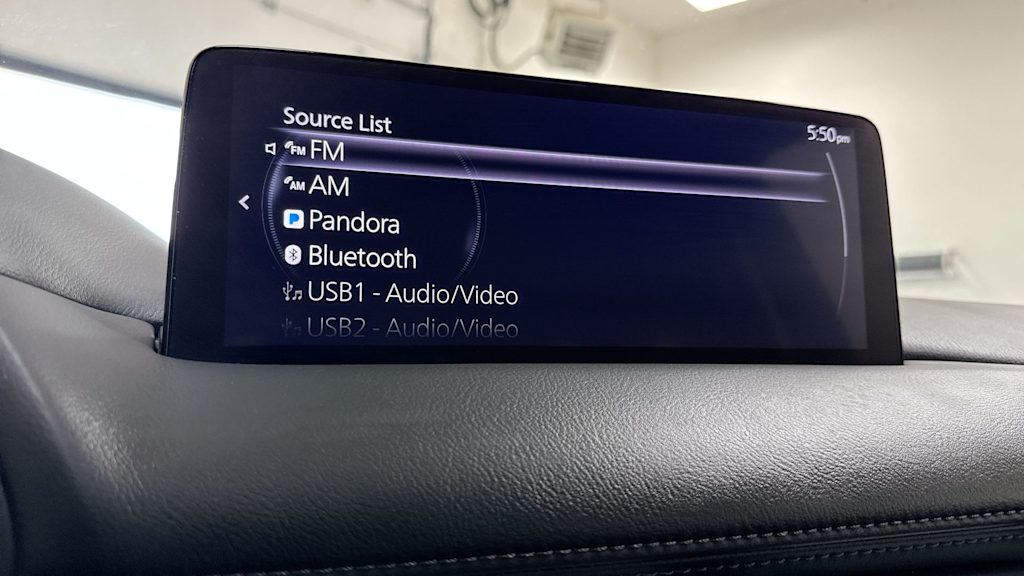 Source List
5:50pm
FM FM
AM AM
Pandora
Bluetooth
USB1 - Audio/Video
USB2 - Audio/Video